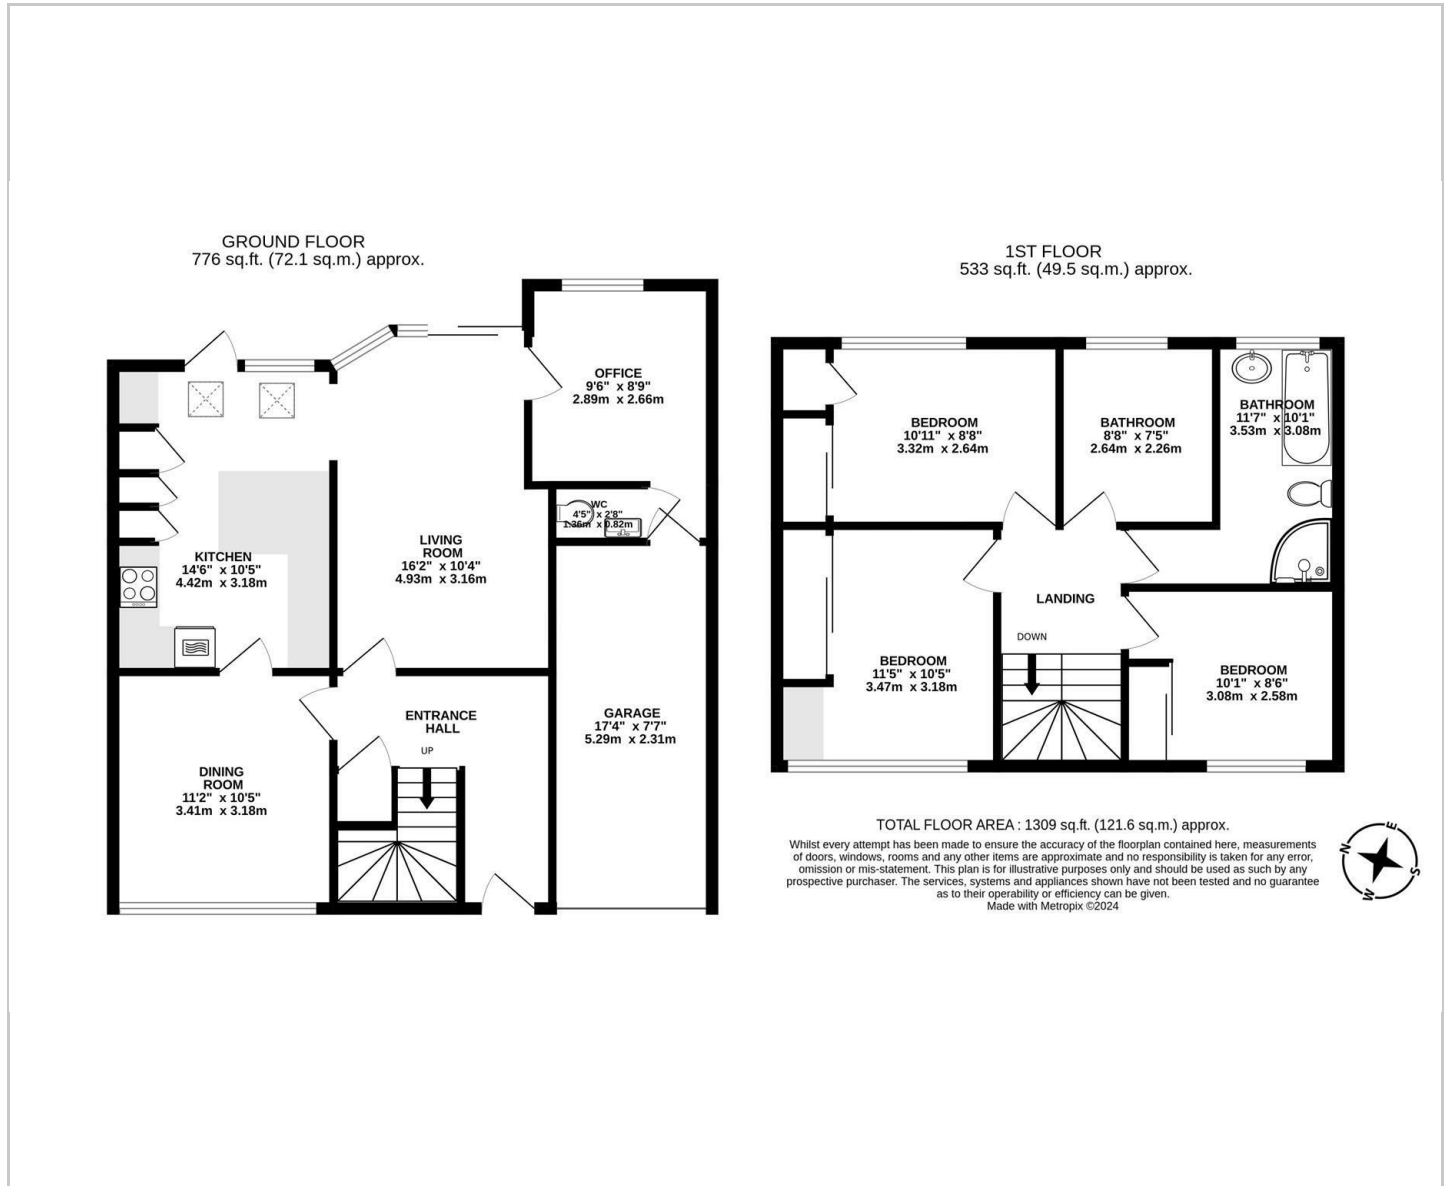 GROUND FLOOR
776 sq.ft. (72.1 sq.m.) approx.
OFFICE
9'6" x 8'9"
2.89m x 2.66m
WC
4'5" x 2'8"
1.36m x 0.82m
KITCHEN
14'6" x 10'5"
4.42m x 3.18m
LIVING
ROOM
16'2" x 10'4"
4.93m x 3.16m
ENTRANCE
HALL
UP
DINING
ROOM
11'2" x 10'5"
3.41m x 3.18m
GARAGE
17'4" x 7'7"
5.29m x 2.31m
1ST FLOOR
533 sq.ft. (49.5 sq.m.) approx.
BEDROOM
10'11" x 8'8"
3.32m x 2.64m
BATHROOM
8'8" x 7'5"
2.64m x 2.26m
BATHROOM
11'7" x 10'1"
3.53m x 3.08m
LANDING
DOWN
BEDROOM
11'5" x 10'5"
3.47m x 3.18m
BEDROOM
10'1" x 8'6"
3.08m x 2.58m
TOTAL FLOOR AREA : 1309 sq.ft. (121.6 sq.m.) approx.
Whilst every attempt has been made to ensure the accuracy of the floorplan contained here, measurements
of doors, windows, rooms and any other items are approximate and no responsibility is taken for any error,
omission or mis-statement. This plan is for illustrative purposes only and should be used as such by any
prospective purchaser. The services, systems and appliances shown have not been tested and no guarantee
as to their operability or efficiency can be given.
Made with Metropix ©2024
N
E
S
W